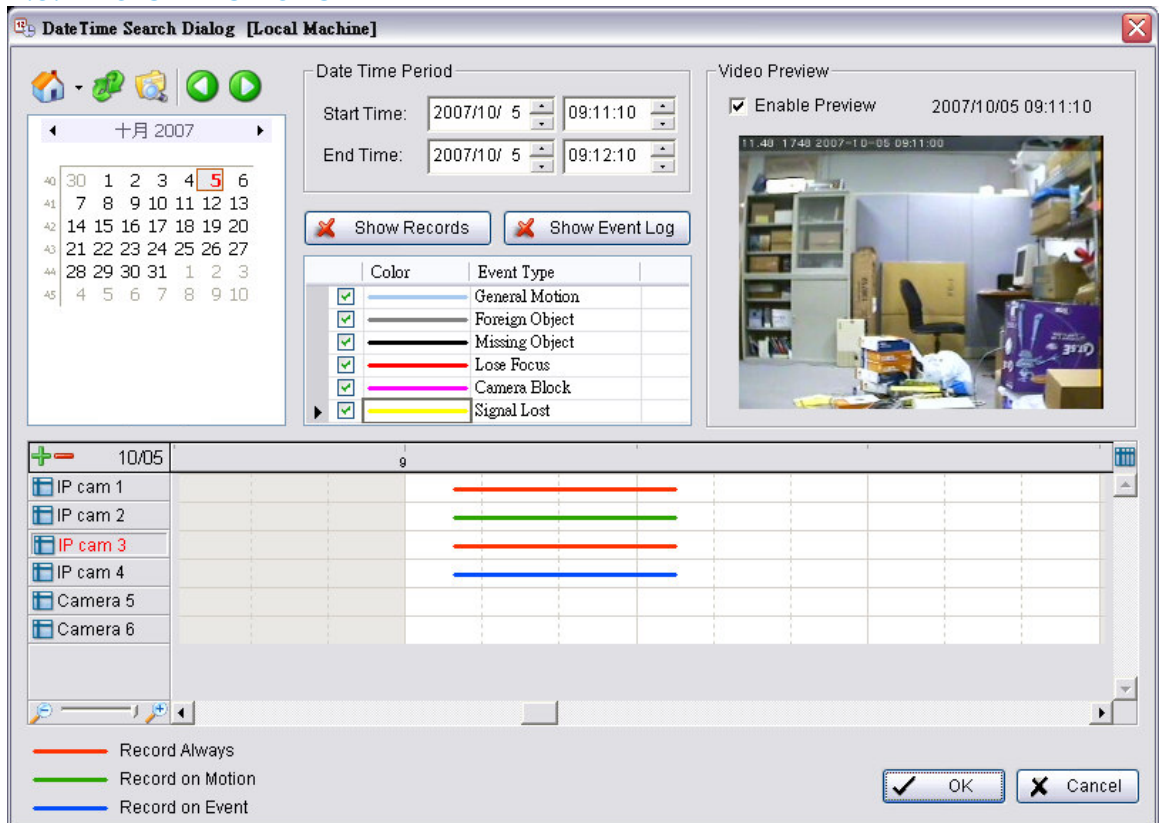 DateTime Search Dialog [Local Machine]
十月 2007
40 30 1 2 3 4 5 6
41 7 8 9 10 11 12 13
42 14 15 16 17 18 19 20
43 21 22 23 24 25 26 27
44 28 29 30 31 1 2 3
45 4 5 6 7 8 9 10
Date Time Period
Start Time: 2007/10/ 5 09:11:10
End Time: 2007/10/ 5 09:12:10
Show Records Show Event Log
Color Event Type
General Motion
Foreign Object
Missing Object
Lose Focus
Camera Block
Signal Lost
Video Preview
Enable Preview 2007/10/05 09:11:10
11.48 1748 2007-10-05 09:11:00
10/05 9
IP cam 1
IP cam 2
IP cam 3
IP cam 4
Camera 5
Camera 6
Record Always
Record on Motion
Record on Event
OK Cancel